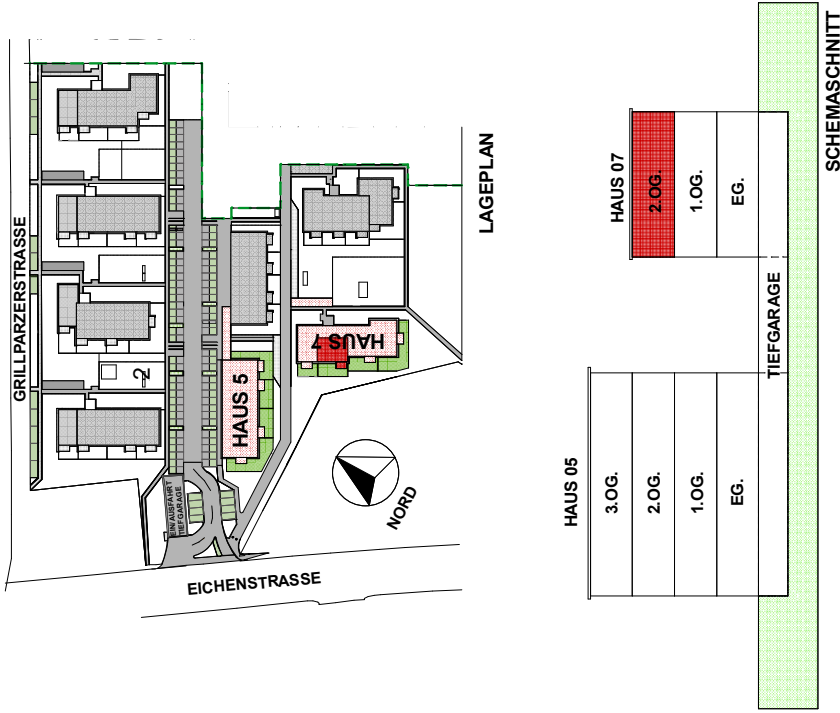 GRILLPARZERSTRASSE
2
HAUS 5
HAUS 7
EIN/AUSFAHRT
TIEFGARAGE
NORD
EICHENSTRASSE
LAGEPLAN
HAUS 07
2.OG.
1.OG.
EG.
TIEFGARAGE
HAUS 05
3.OG.
2.OG.
1.OG.
EG.
SCHEMASCHNITT